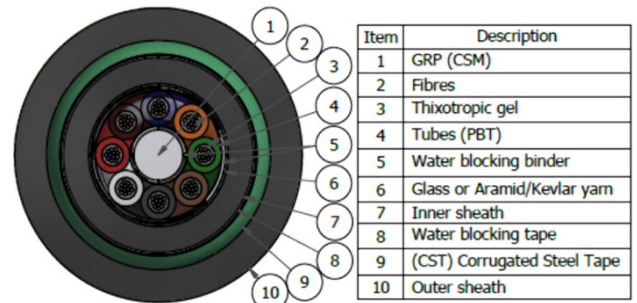 1
2
3
4
5
6
7
8
9
10
Item Description
1 GRP (CSM)
2 Fibres
3 Thixotropic gel
4 Tubes (PBT)
5 Water blocking binder
6 Glass or Aramid/Kevlar yarn
7 Inner sheath
8 Water blocking tape
9 (CST) Corrugated Steel Tape
10 Outer sheath